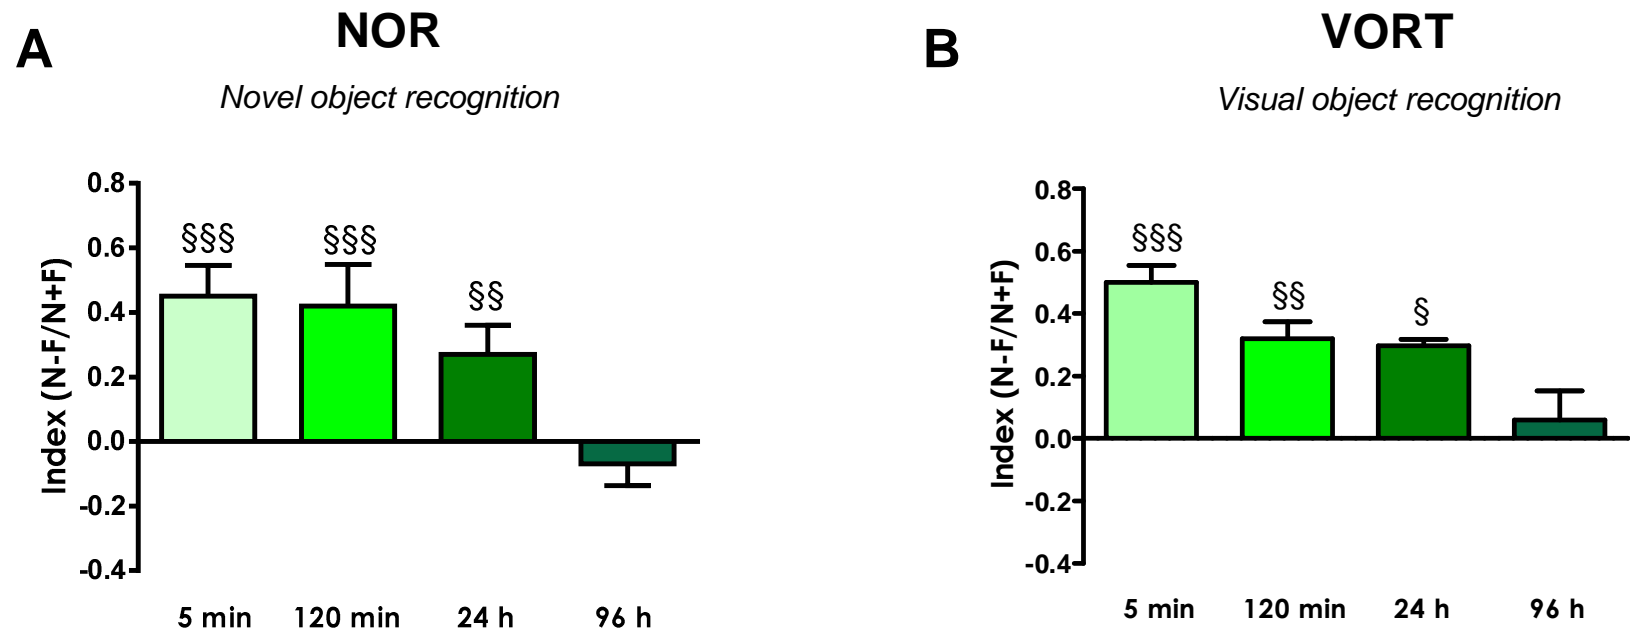 A
NOR
Novel object recognition
Index (N-F/N+F)
0.8
0.6
0.4
0.2
0.0
-0.2
-0.4
§§§
§§§
§§
5 min 120 min 24 h 96 h
B
VORT
Visual object recognition
Index (N-F/N+F)
0.8
0.6
0.4
0.2
0.0
-0.2
-0.4
§§§
§§
§
5 min 120 min 24 h 96 h